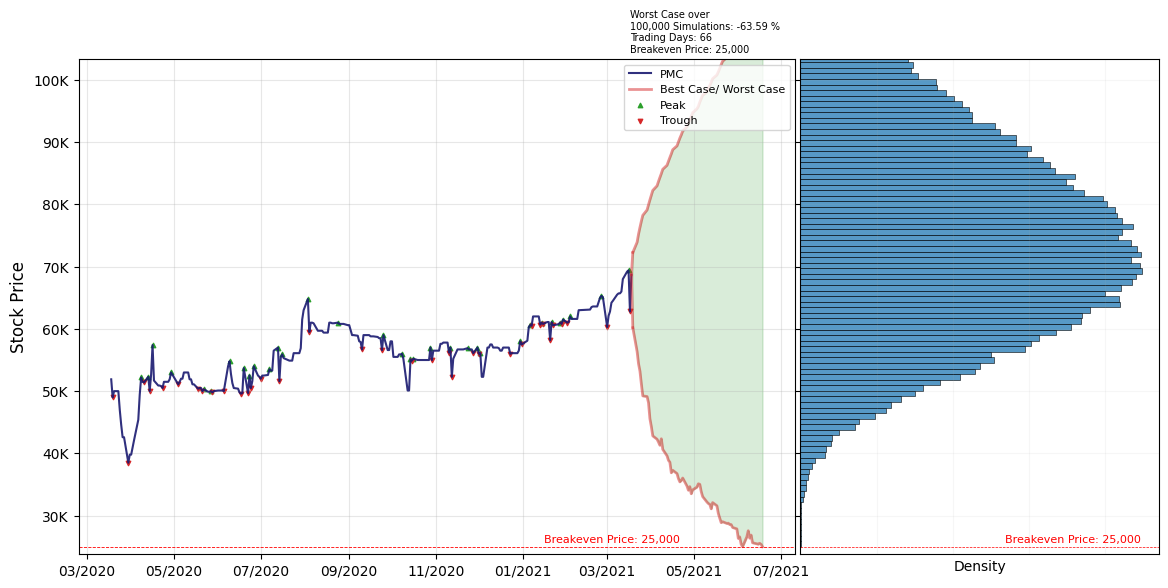 Worst Case over
100,000 Simulations: -63.59 %
Trading Days: 66
Breakeven Price: 25,000
PMC
Best Case/ Worst Case
Peak
Trough
Stock Price
100K
90K
80K
70K
60K
50K
40K
30K
Breakeven Price: 25,000
Breakeven Price: 25,000
03/2020
05/2020
07/2020
09/2020
11/2020
01/2021
03/2021
05/2021
07/2021
Density